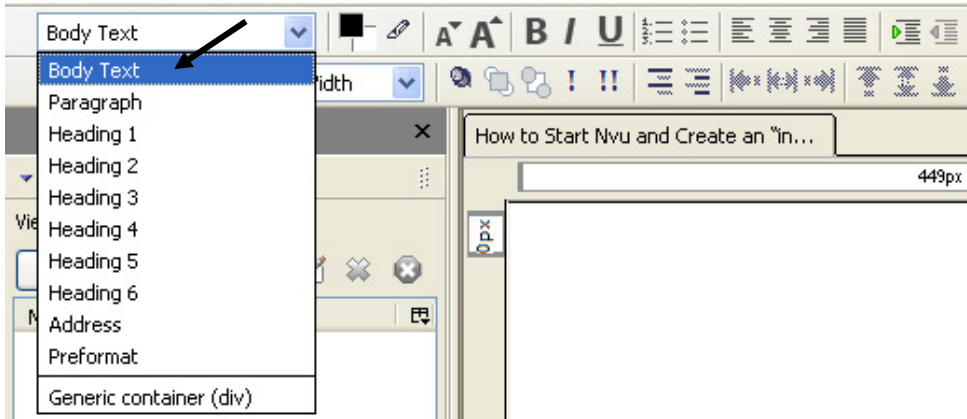 Body Text
B I U
Body Text
idth
! !!
Paragraph
Heading 1
How to Start Nvu and Create an "in...
Heading 2
449px
Heading 3
Vie
Heading 4
0px
Heading 5
Heading 6
N
Address
Preformat
Generic container (div)